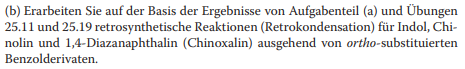 (b) Erarbeiten Sie auf der Basis der Ergebnisse von Aufgabenteil (a) und Übungen
25.11 und 25.19 retrosynthetische Reaktionen (Retrokondensation) für Indol, Chi-
nolin und 1,4-Diazanaphthalin (Chinoxalin) ausgehend von ortho-substituierten
Benzolderivaten.